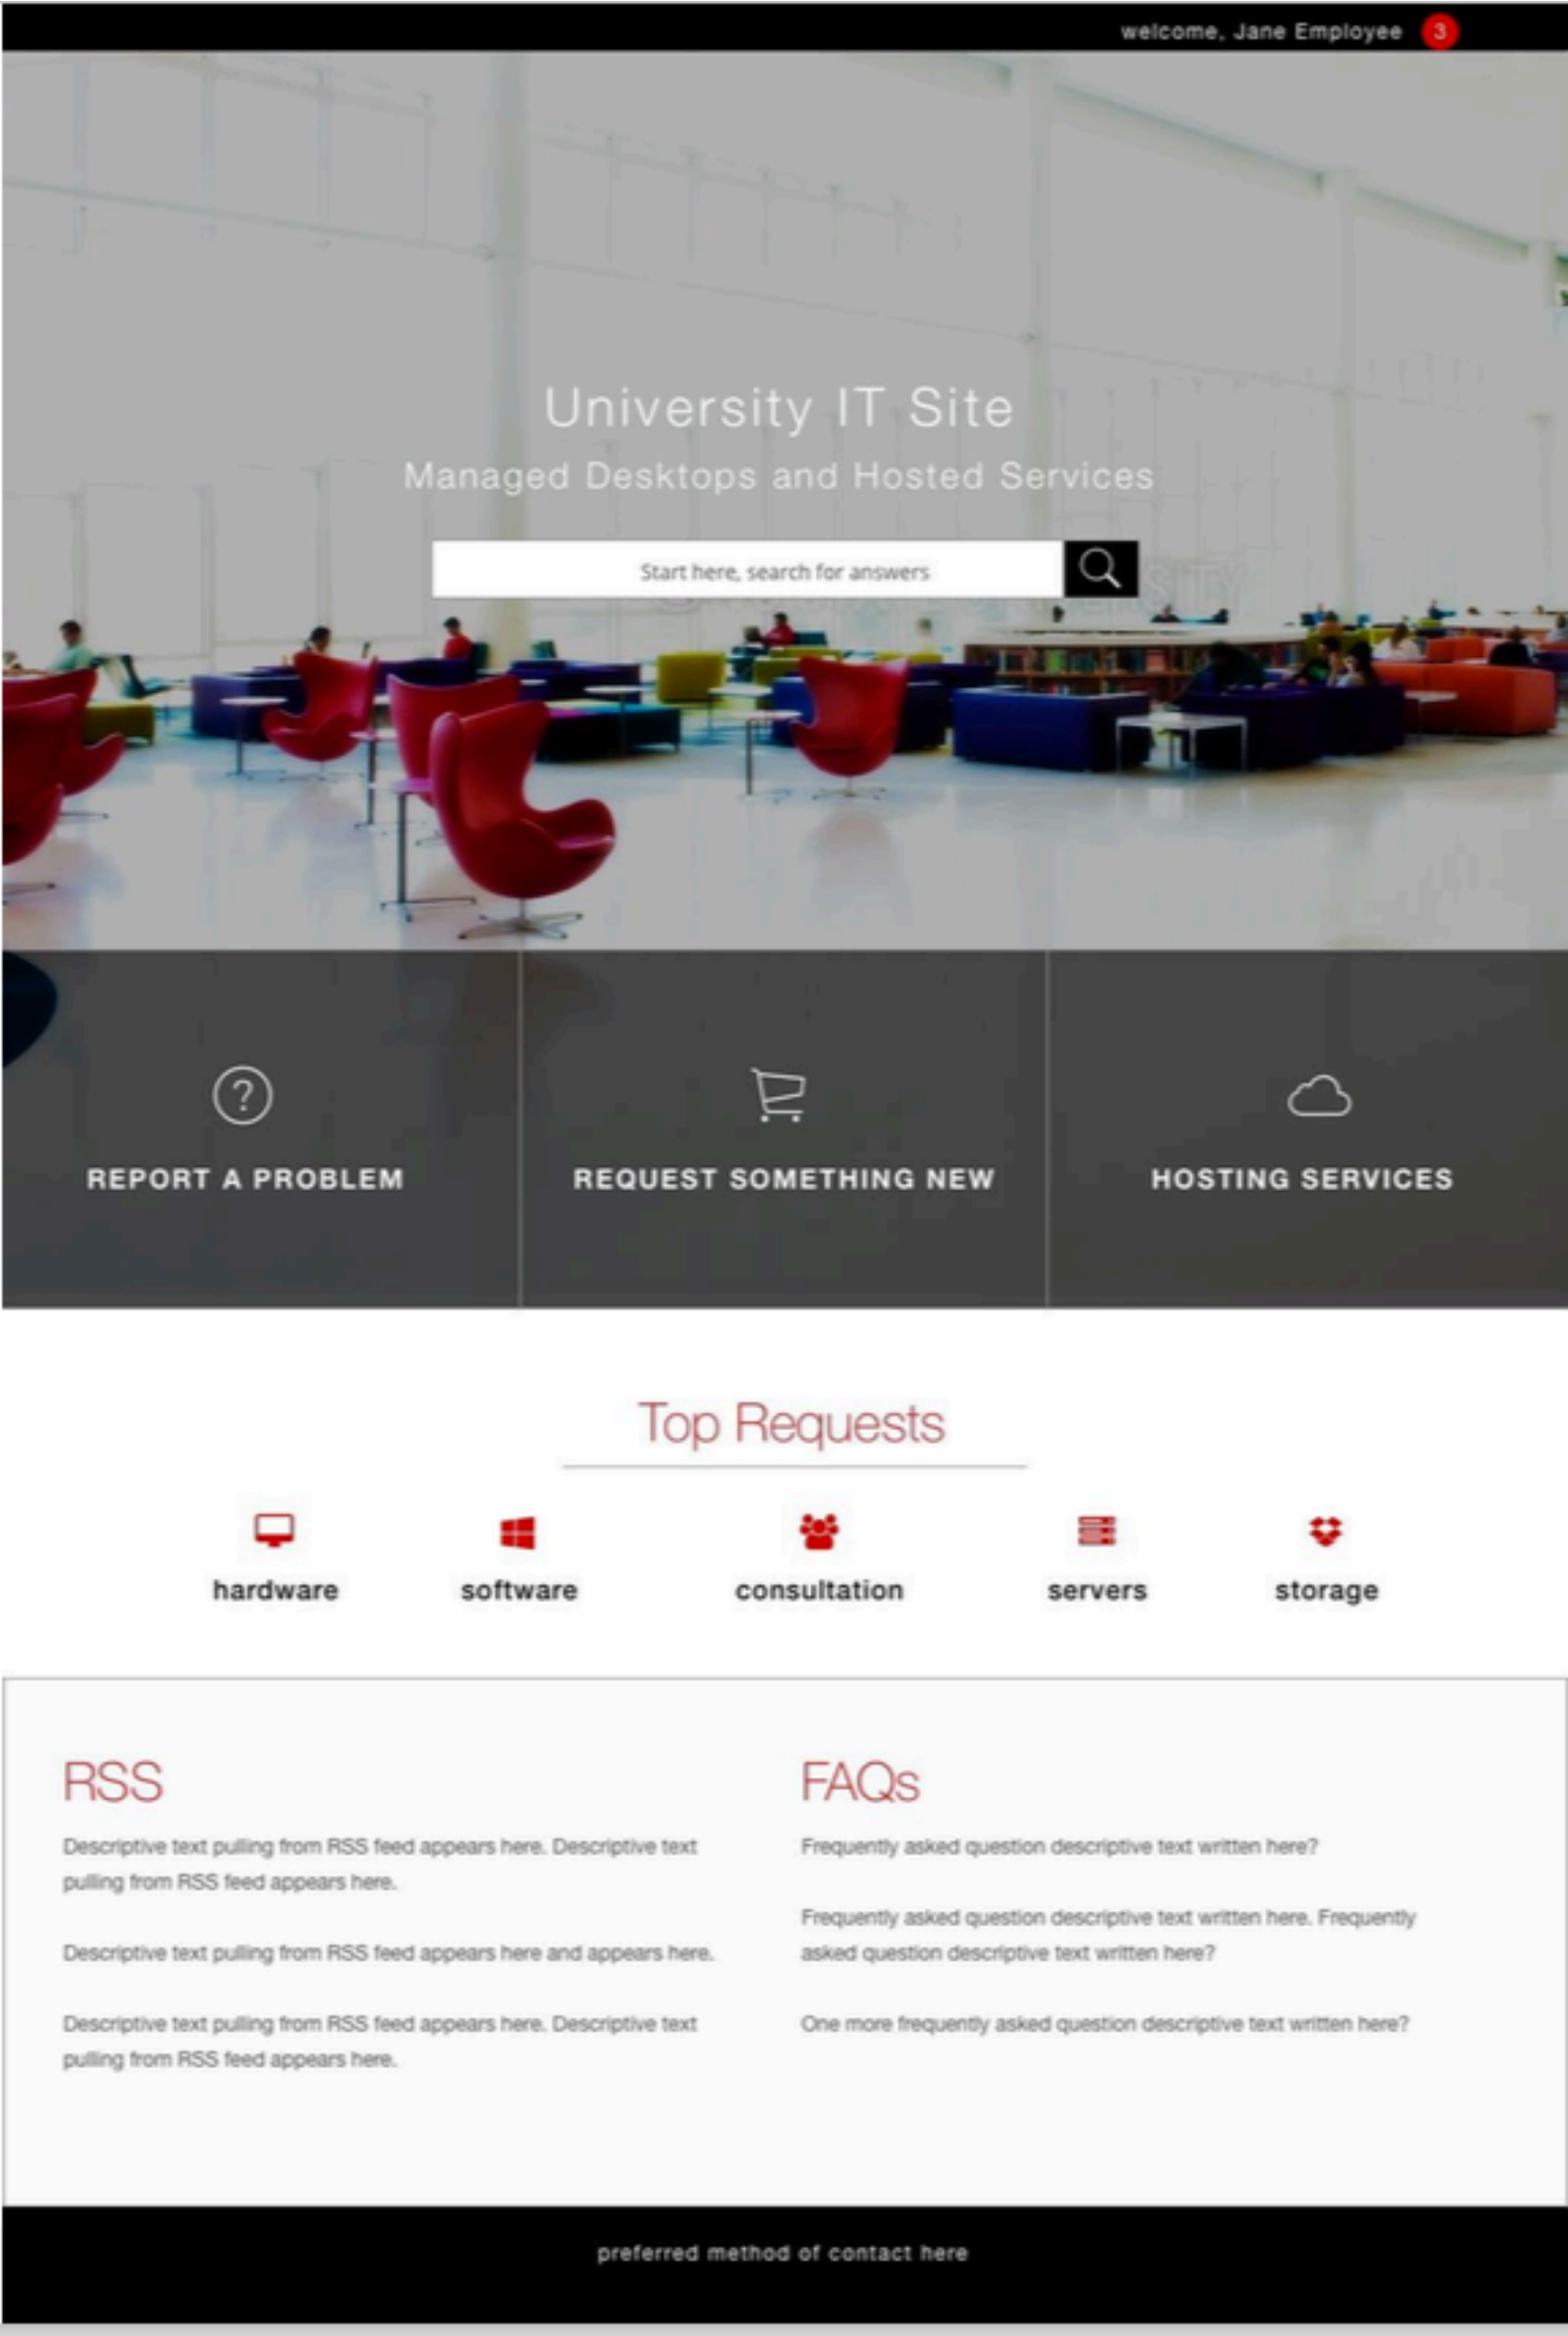 welcome, Jane Employee 3
University IT Site
Managed Desktops and Hosted Services
Start here, search for answers
SITY
REPORT A PROBLEM
REQUEST SOMETHING NEW
HOSTING SERVICES
Top Requests
hardware
software
consultation
servers
storage
RSS
Descriptive text pulling from RSS feed appears here. Descriptive text
pulling from RSS feed appears here.
Descriptive text pulling from RSS feed appears here and appears here.
Descriptive text pulling from RSS feed appears here. Descriptive text
pulling from RSS feed appears here.
FAQs
Frequently asked question descriptive text written here?
Frequently asked question descriptive text written here. Frequently
asked question descriptive text written here?
One more frequently asked question descriptive text written here?
preferred method of contact here